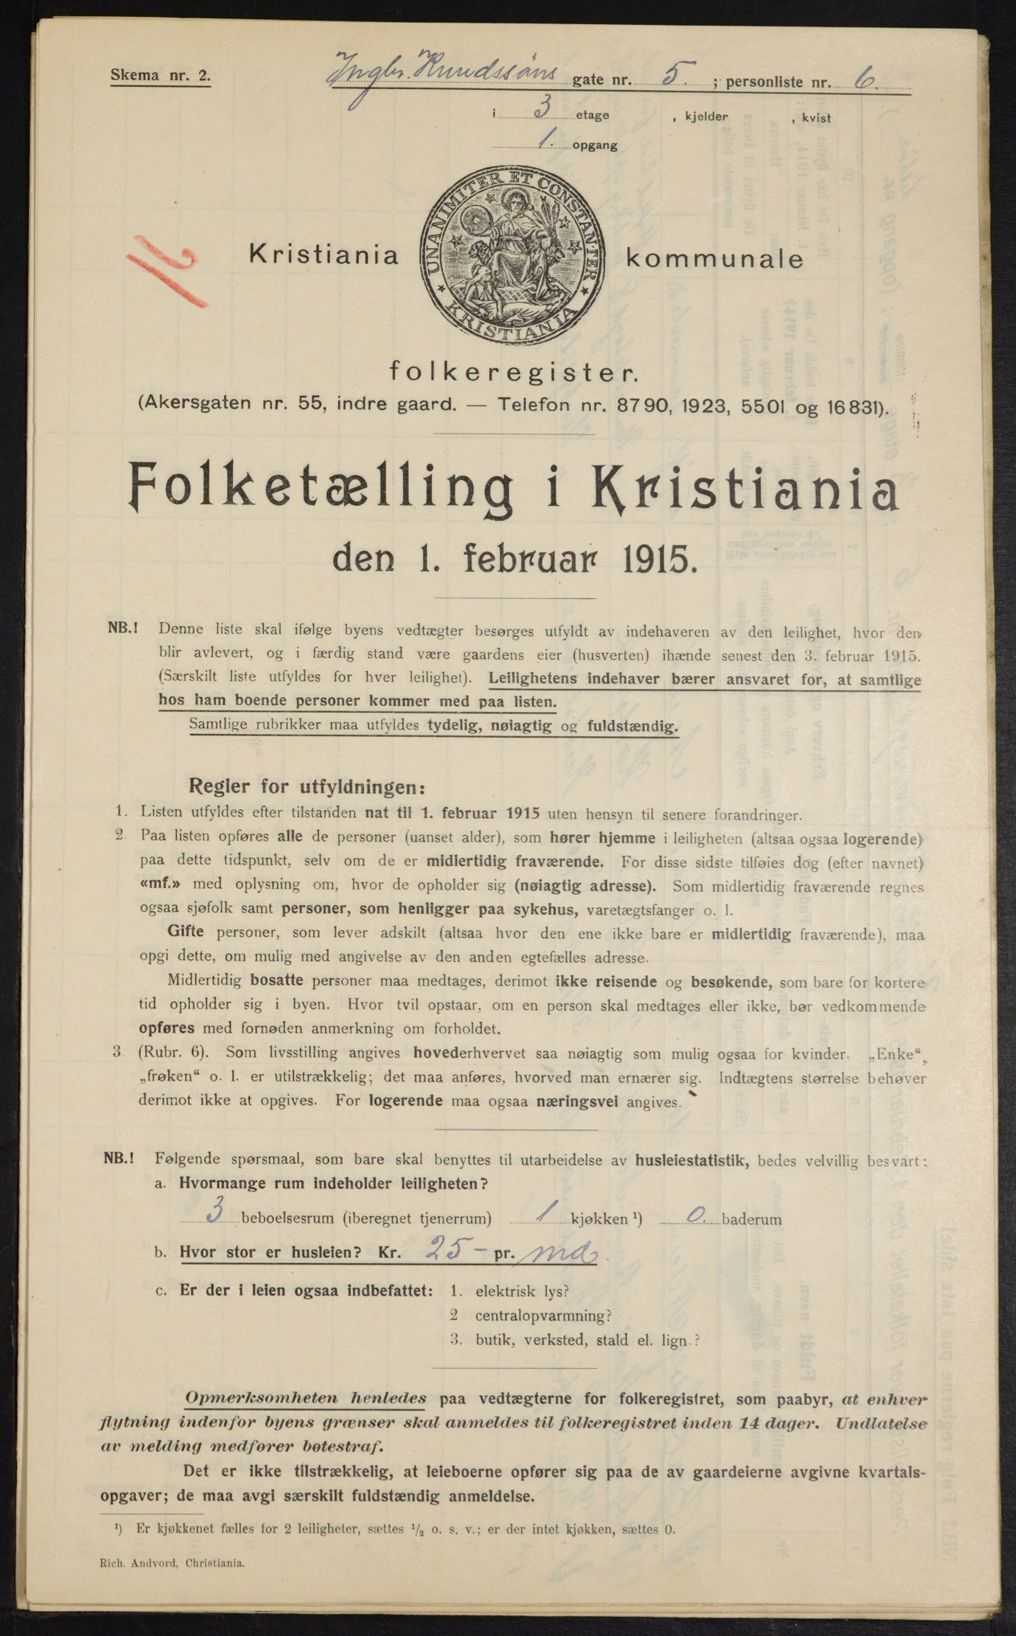 Skema nr. 2.
Ingbr. Knudssøns gate nr. 5. ; personliste nr. 6.
i 3 etage , kjelder , kvist
1. opgang
UNANIMITER ET CONSTANTER
KRISTIANIA
16
Kristiania kommunale
folkeregister.
(Akersgaten nr. 55, indre gaard. — Telefon nr. 8790, 1923, 5501 og 16831).
Folketælling i Kristiania
den 1. februar 1915.
NB.! Denne liste skal ifølge byens vedtægter besørges utfyldt av indehaveren av den leilighet, hvor den
blir avlevert, og i færdig stand være gaardens eier (husverten) ihænde senest den 3. februar 1915.
(Særskilt liste utfyldes for hver leilighet). Leilighetens indehaver bærer ansvaret for, at samtlige
hos ham boende personer kommer med paa listen.
Samtlige rubrikker maa utfyldes tydelig, nøiagtig og fuldstændig.
Regler for utfyldningen:
1. Listen utfyldes efter tilstanden nat til 1. februar 1915 uten hensyn til senere forandringer.
2. Paa listen opføres alle de personer (uanset alder), som hører hjemme i leiligheten (altsaa ogsaa logerende)
paa dette tidspunkt, selv om de er midlertidig fraværende. For disse sidste tilføies dog (efter navnet)
«mf.» med oplysning om, hvor de opholder sig (nøiagtig adresse). Som midlertidig fraværende regnes
ogsaa sjøfolk samt personer, som henligger paa sykehus, varetægtsfanger o. l.
Gifte personer, som lever adskilt (altsaa hvor den ene ikke bare er midlertidig fraværende), maa
opgi dette, om mulig med angivelse av den anden egtefælles adresse.
Midlertidig bosatte personer maa medtages, derimot ikke reisende og besøkende, som bare for kortere
tid opholder sig i byen. Hvor tvil opstaar, om en person skal medtages eller ikke, bør vedkommende
opføres med fornøden anmerkning om forholdet.
3. (Rubr. 6). Som livsstilling angives hovederhvervet saa nøiagtig som mulig ogsaa for kvinder. „Enke“,
„frøken“ o. l. er utilstrækkelig; det maa anføres, hvorved man ernærer sig. Indtægtens størrelse behøver
derimot ikke at opgives. For logerende maa ogsaa næringsvei angives.
NB.! Følgende spørsmaal, som bare skal benyttes til utarbeidelse av husleiestatistik, bedes velvillig besvart:
a. Hvormange rum indeholder leiligheten?
3 beboelsesrum (iberegnet tjenerrum) 1 kjøkken ¹) 0. baderum
b. Hvor stor er husleien? Kr. 25 – pr. md.
c. Er der i leien ogsaa indbefattet: 1. elektrisk lys?
2 centralopvarmning?
3. butik, verksted, stald el. lign.?
Opmerksomheten henledes paa vedtægterne for folkeregistret, som paabyr, at enhver
flytning indenfor byens grænser skal anmeldes til folkeregistret inden 14 dager. Undlatelse
av melding medfører bøtestraf.
Det er ikke tilstrækkelig, at leieboerne opfører sig paa de av gaardeierne avgivne kvartals-
opgaver; de maa avgi særskilt fuldstændig anmeldelse.
¹) Er kjøkkenet fælles for 2 leiligheter, sættes ½ o. s. v.; er der intet kjøkken, sættes 0.
Rich. Andvord, Christiania.